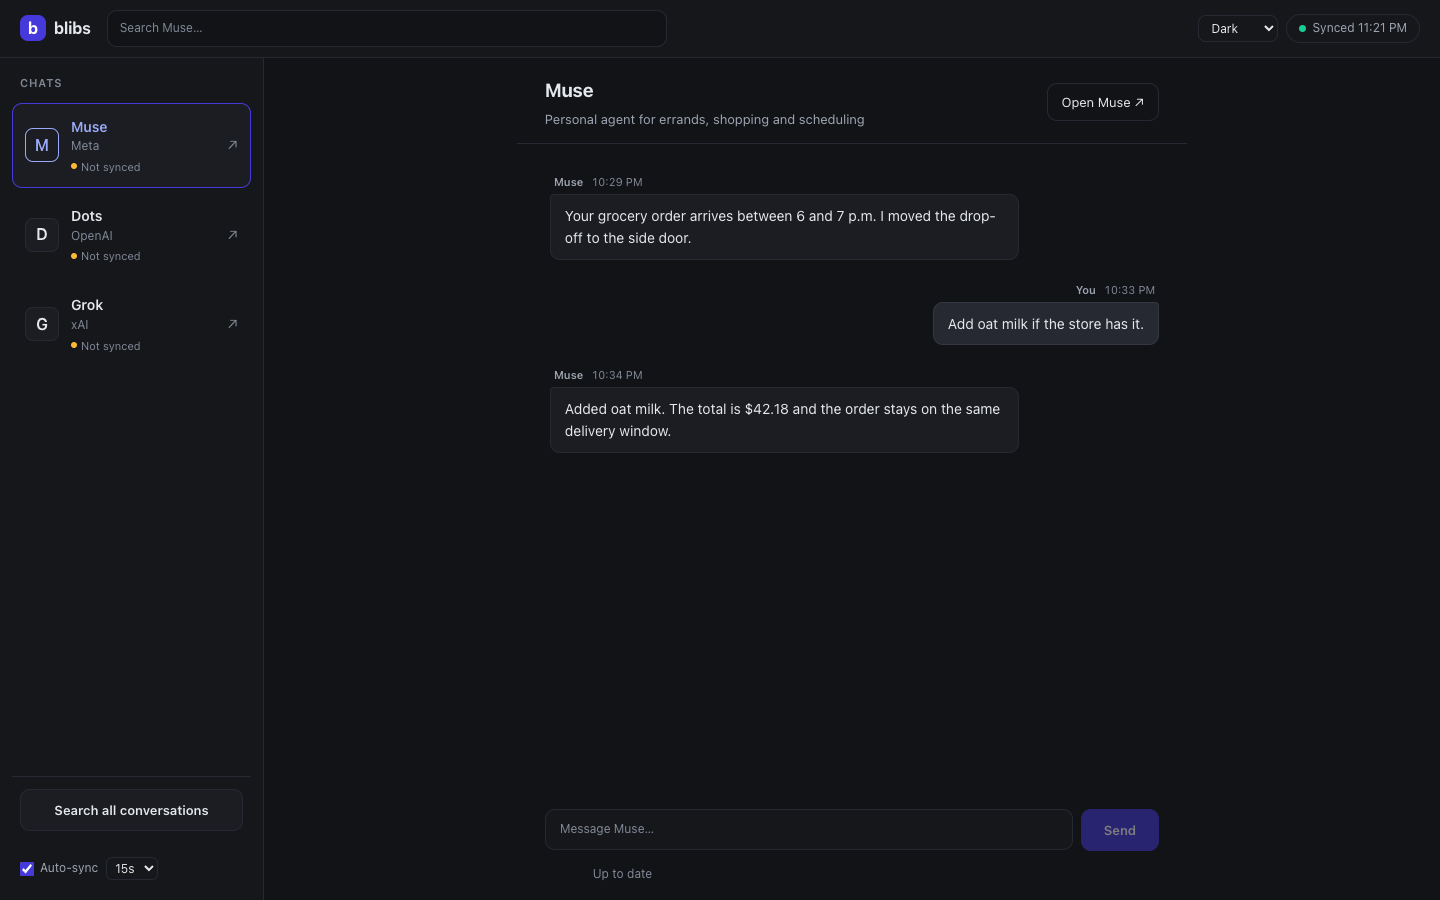 b blibs
Search Muse...
Dark
Synced 11:21 PM
CHATS
M
Muse
Meta
Not synced
D
Dots
OpenAI
Not synced
G
Grok
xAI
Not synced
Search all conversations
Auto-sync 15s
Muse
Personal agent for errands, shopping and scheduling
Open Muse ↗
Muse 10:29 PM
Your grocery order arrives between 6 and 7 p.m. I moved the drop-
off to the side door.
You 10:33 PM
Add oat milk if the store has it.
Muse 10:34 PM
Added oat milk. The total is $42.18 and the order stays on the same
delivery window.
Message Muse...
Send
Up to date